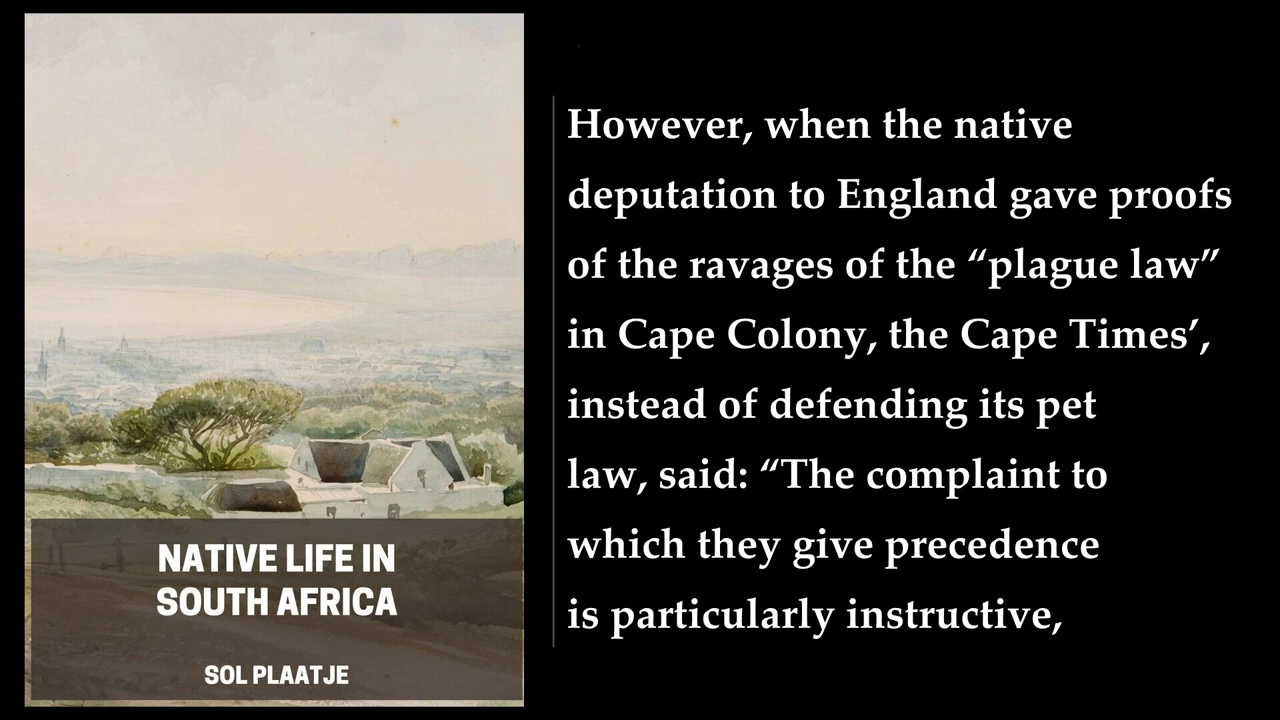 NATIVE LIFE IN
SOUTH AFRICA
SOL PLAATJE
However, when the native
deputation to England gave proofs
of the ravages of the “plague law”
in Cape Colony, the Cape Times’,
instead of defending its pet
law, said: “The complaint to
which they give precedence
is particularly instructive,